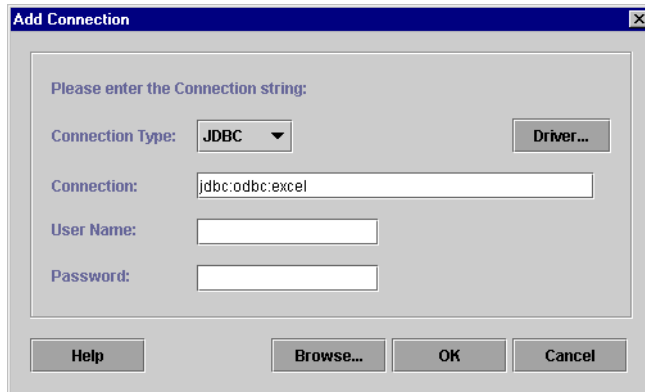 Add Connection
Please enter the Connection string:
Connection Type: JDBC Driver...
Connection: jdbc:odbc:excel
User Name:
Password:
Help Browse... OK Cancel